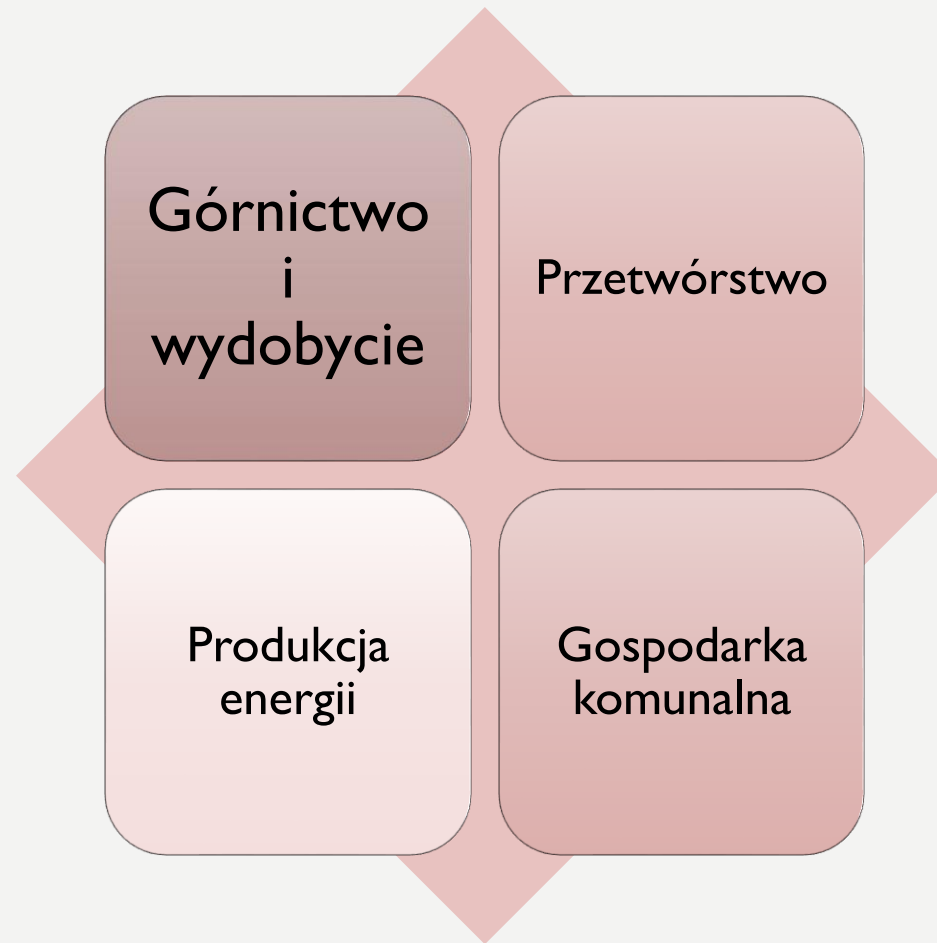 Górnictwo
i
wydobycie
Przetwórstwo
Produkcja
energii
Gospodarka
komunalna